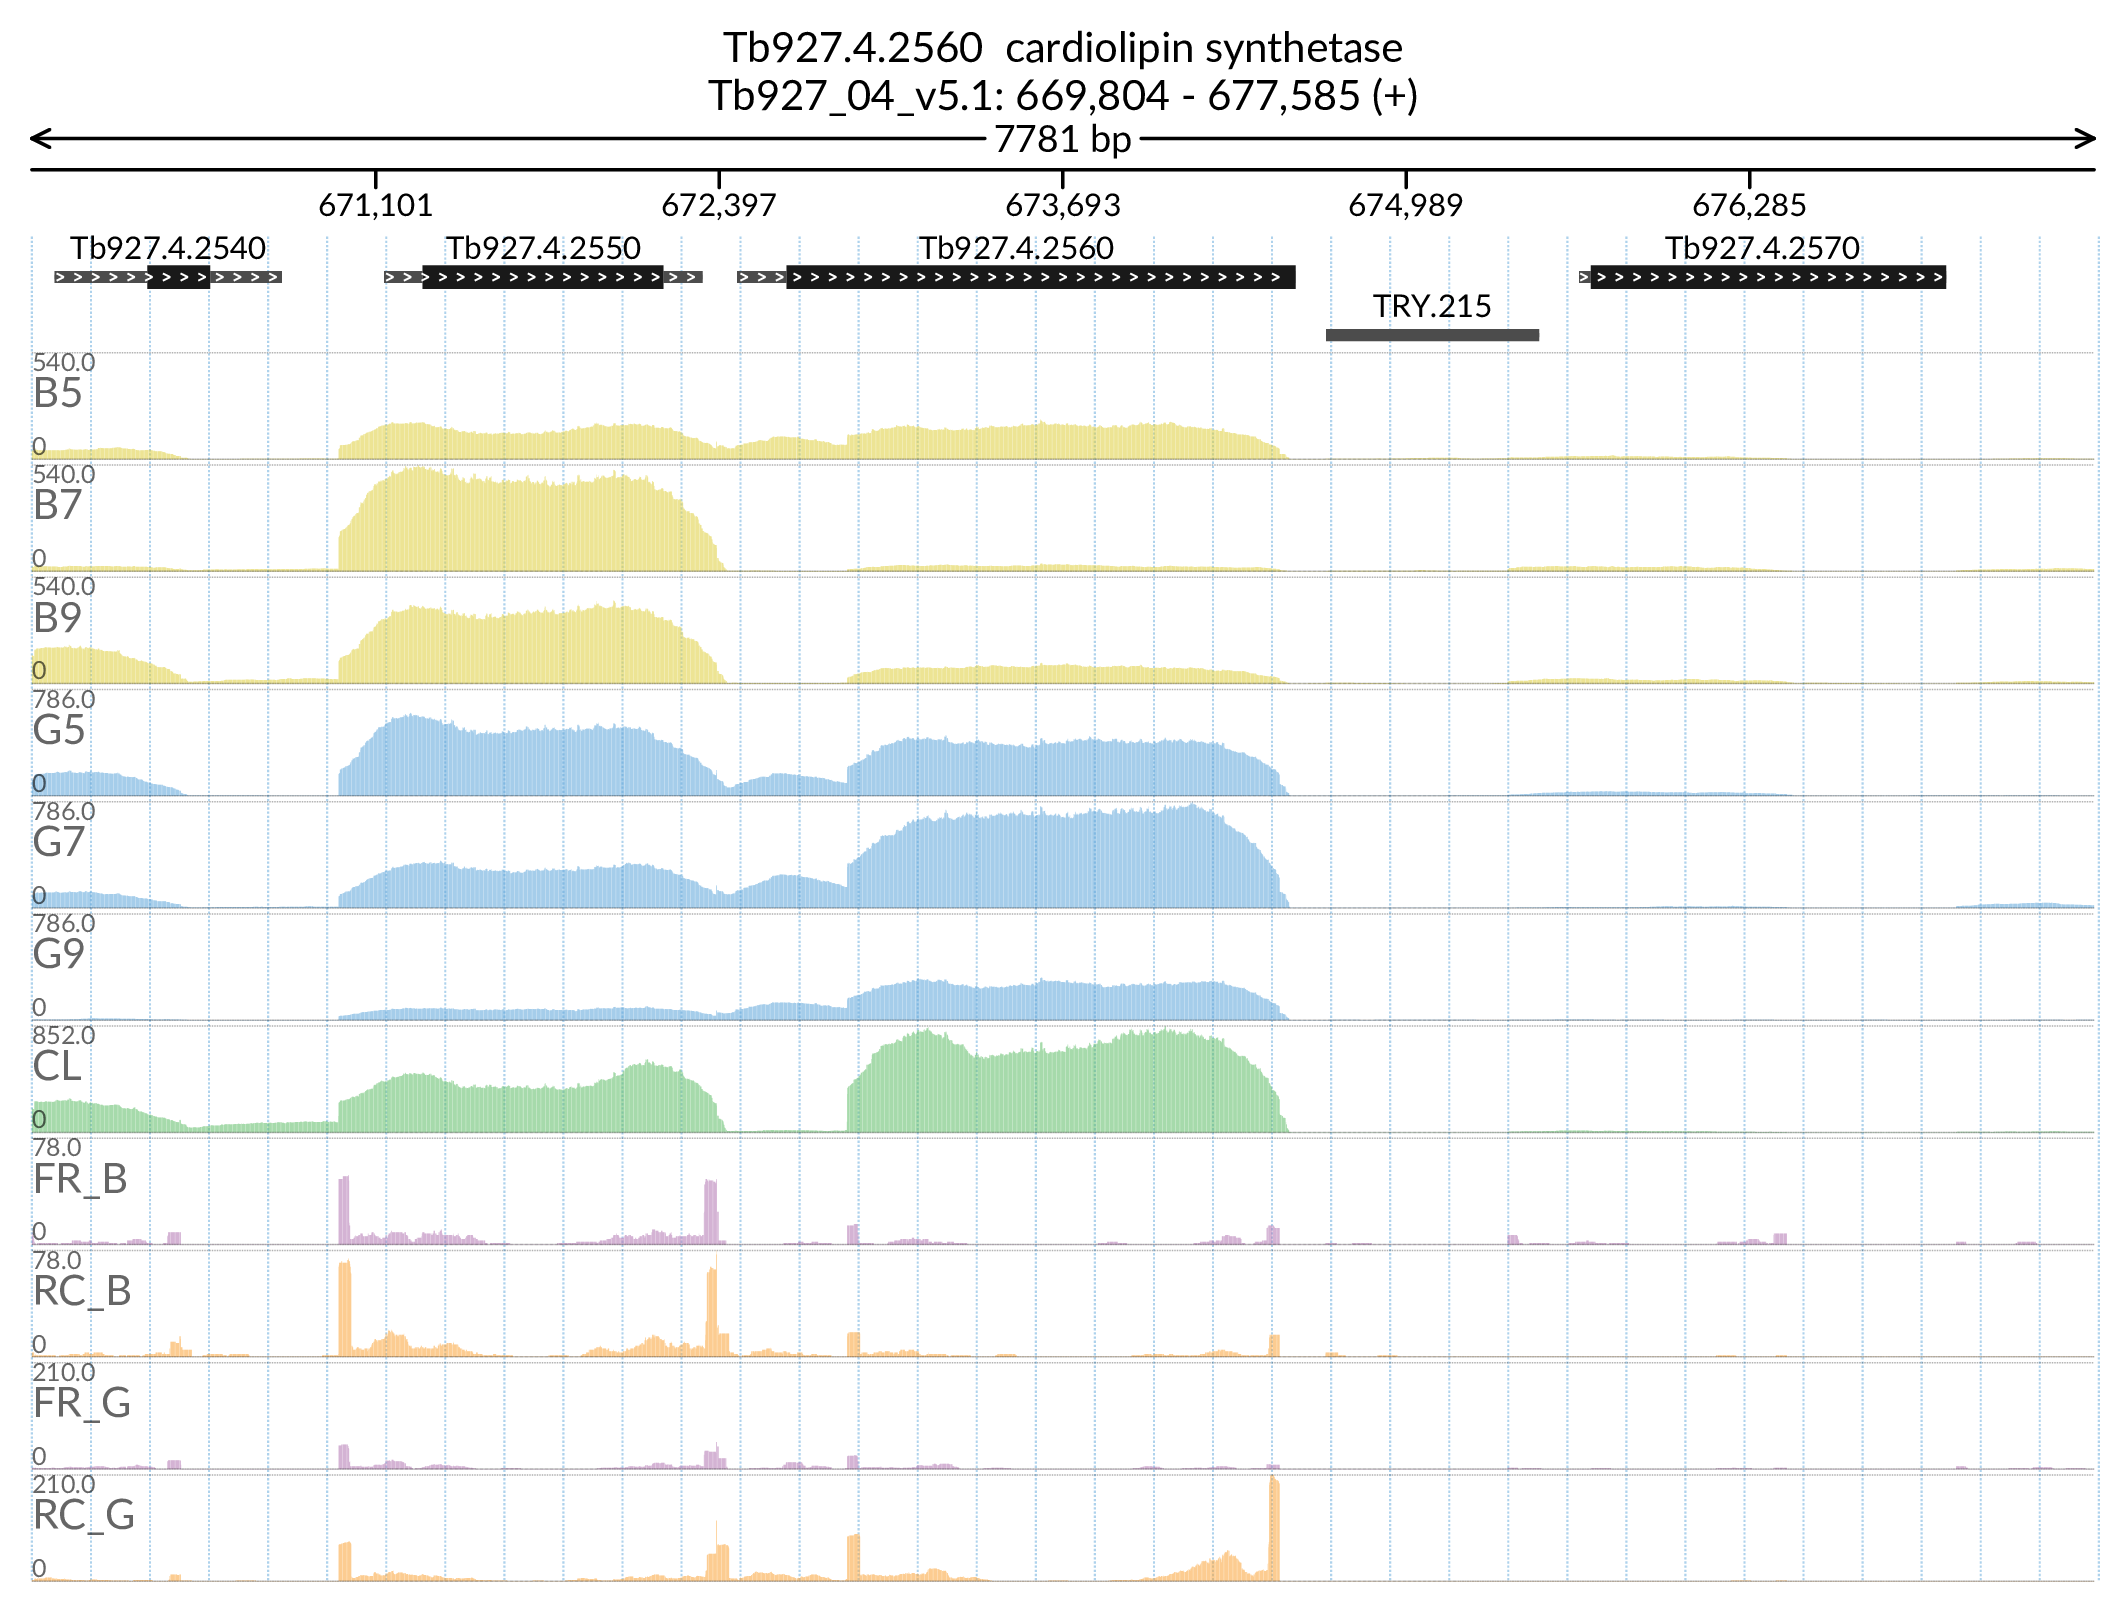 Tb927.4.2560 cardiolipin synthetase
Tb927_04_v5.1: 669,804 - 677,585 (+)
7781 bp
671,101 672,397 673,693 674,989 676,285
Tb927.4.2540 Tb927.4.2550 Tb927.4.2560 Tb927.4.2570
TRY.215
540.0
B5
0
540.0
B7
0
540.0
B9
0
786.0
G5
0
786.0
G7
0
786.0
G9
0
852.0
CL
0
78.0
FR_B
0
78.0
RC_B
0
210.0
FR_G
0
210.0
RC_G
0